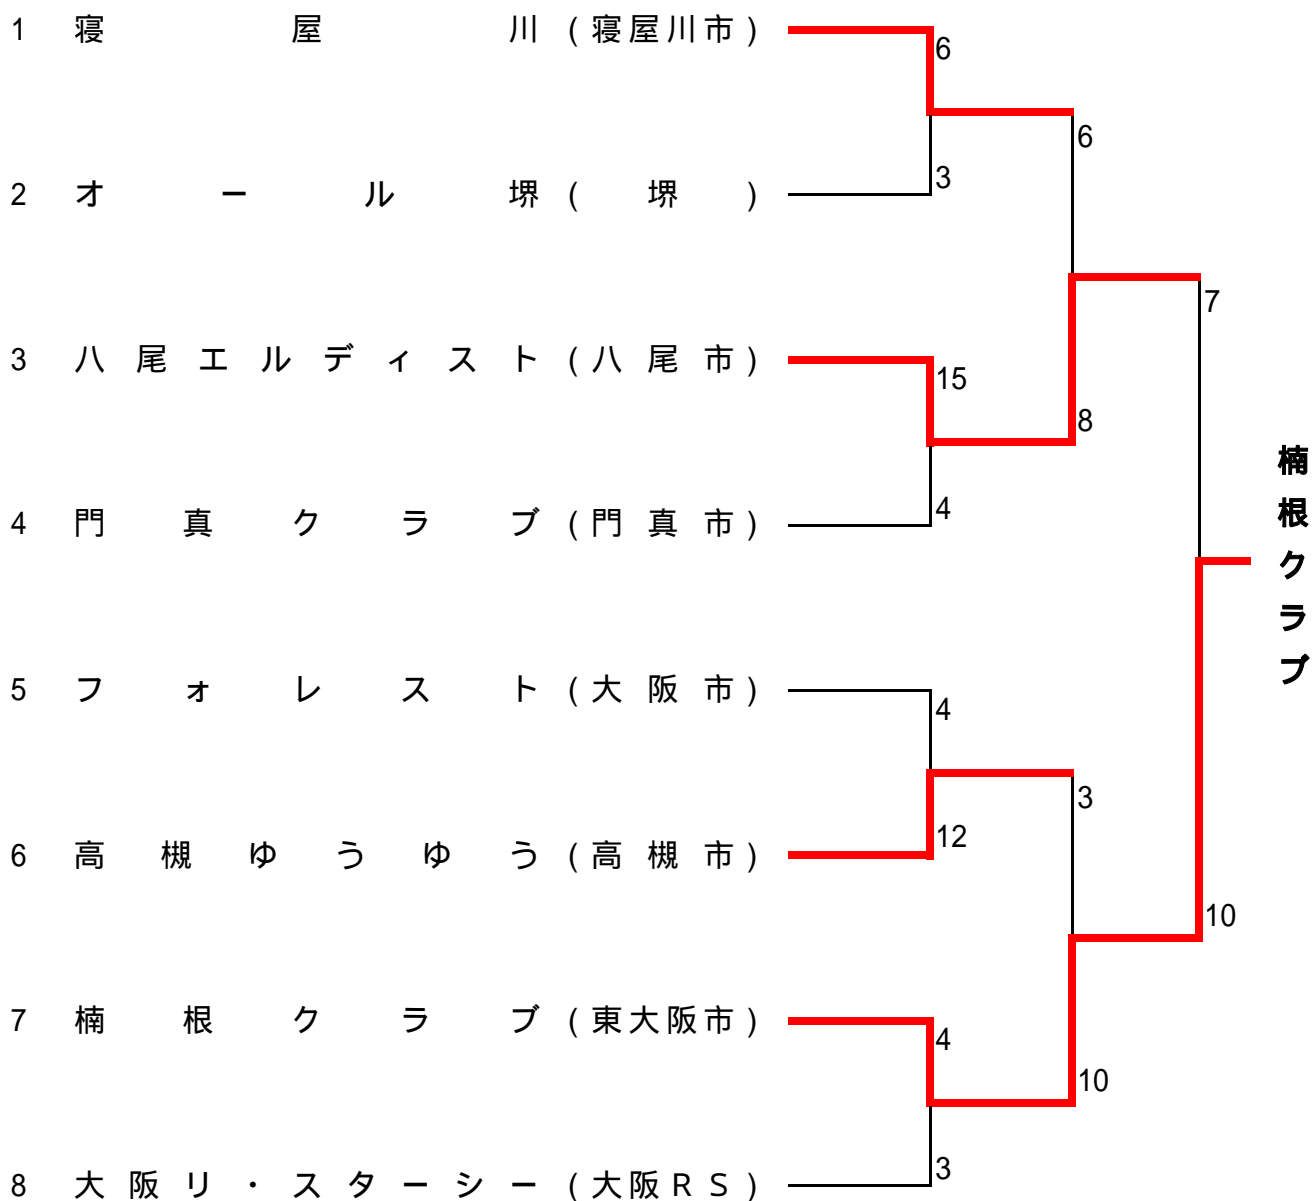 1 寝屋川 (寝屋川市)
6
6
2 オール堺 (堺)
3
7
3 八尾エルディスト (八尾市)
15
8
4 門真クラブ (門真市)
4
楠根クラブ
5 フォレスト (大阪市)
4
3
6 高槻ゆうゆう (高槻市)
12
10
7 楠根クラブ (東大阪市)
4
10
8 大阪リ・スターシー (大阪RS)
3